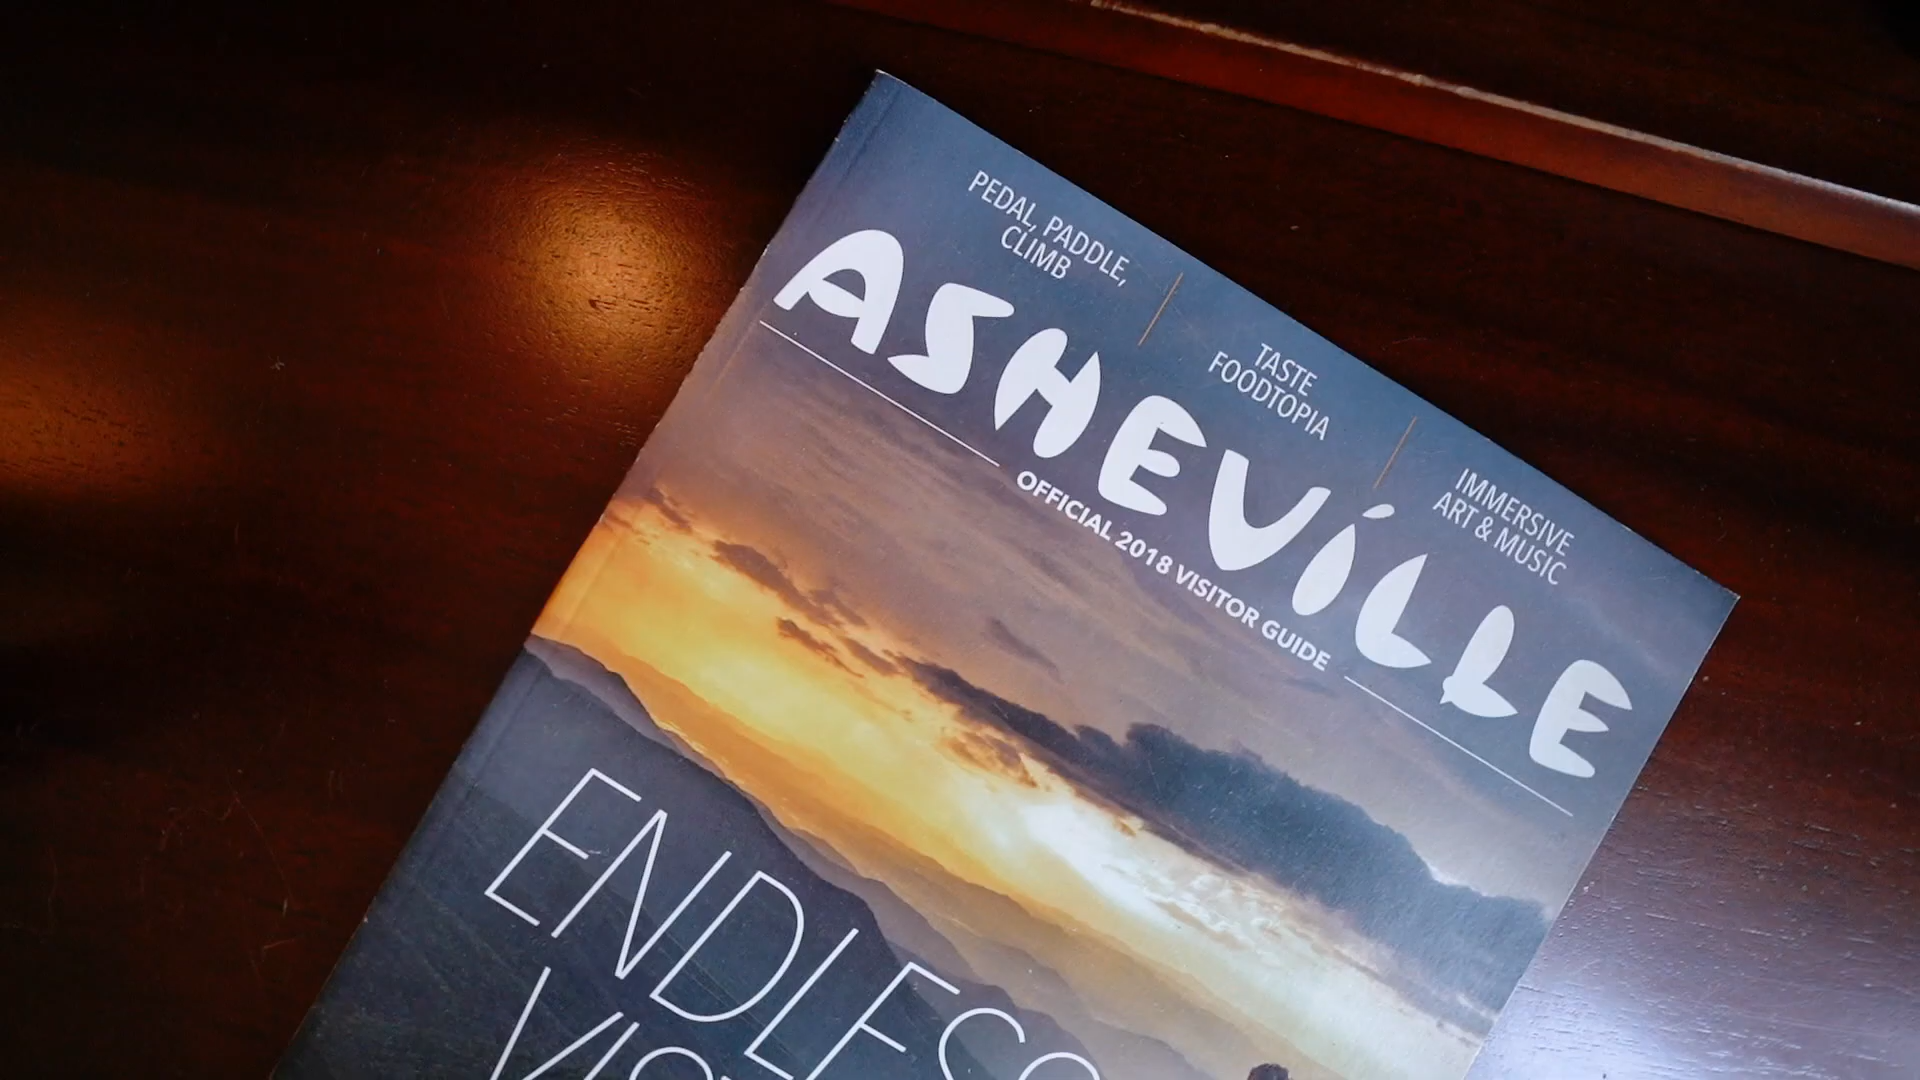 PEDAL, PADDLE,
CLIMB
TASTE
FOODTOPIA
IMMERSIVE
ART & MUSIC
ASHEVILLE
OFFICIAL 2018 VISITOR GUIDE
ENDLESS